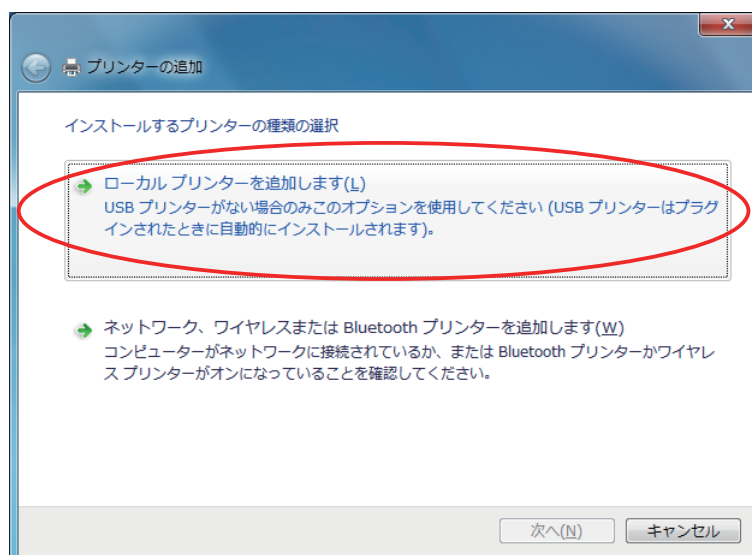 プリンターの追加
インストールするプリンターの種類の選択
ローカル プリンターを追加します(L)
USB プリンターがない場合のみこのオプションを使用してください (USB プリンターはプラグ
インされたときに自動的にインストールされます)。
ネットワーク、ワイヤレスまたは Bluetooth プリンターを追加します(W)
コンピューターがネットワークに接続されているか、または Bluetooth プリンターかワイヤレ
ス プリンターがオンになっていることを確認してください。
次へ(N)
キャンセル